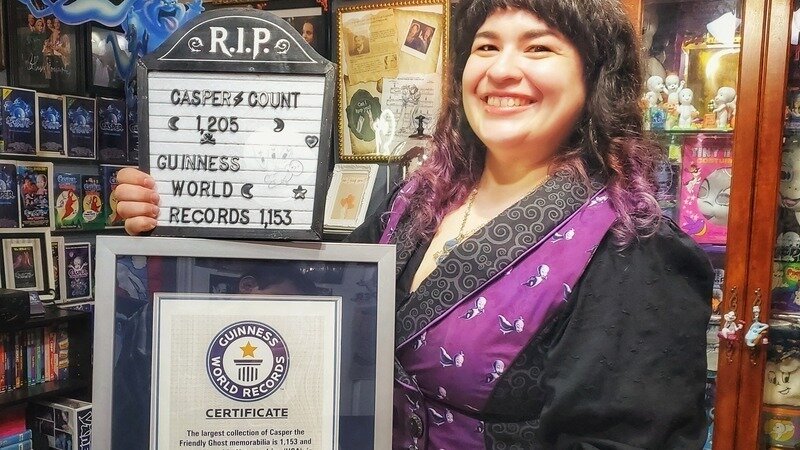 R.I.P.
CASPER COUNT
1,205
GUINNESS
WORLD
RECORDS 1,153
GUINNESS
WORLD RECORDS
CERTIFICATE
The largest collection of Casper the
Friendly Ghost memorabilia is 1,153 and